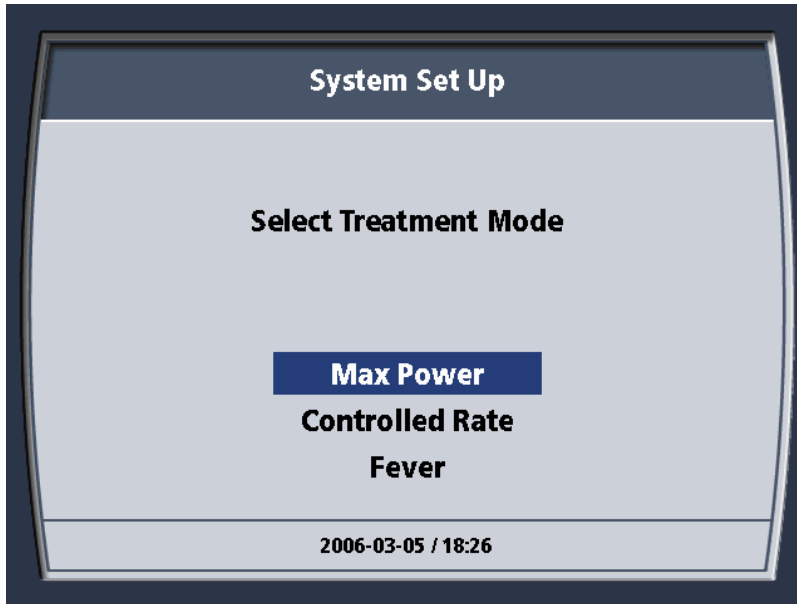 System Set Up
Select Treatment Mode
Max Power
Controlled Rate
Fever
2006-03-05 / 18:26